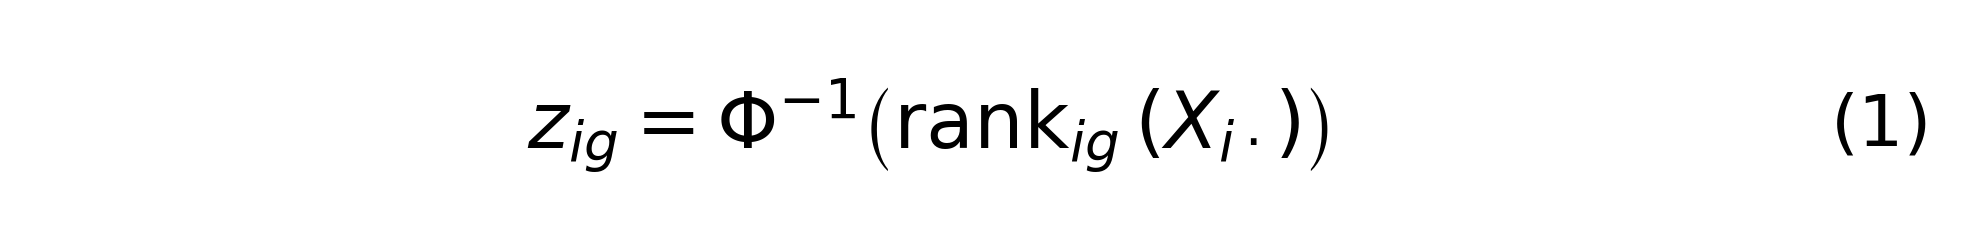 z_{ig} = Φ^{−1}(rank_{ig} (X_{i·})) (1)